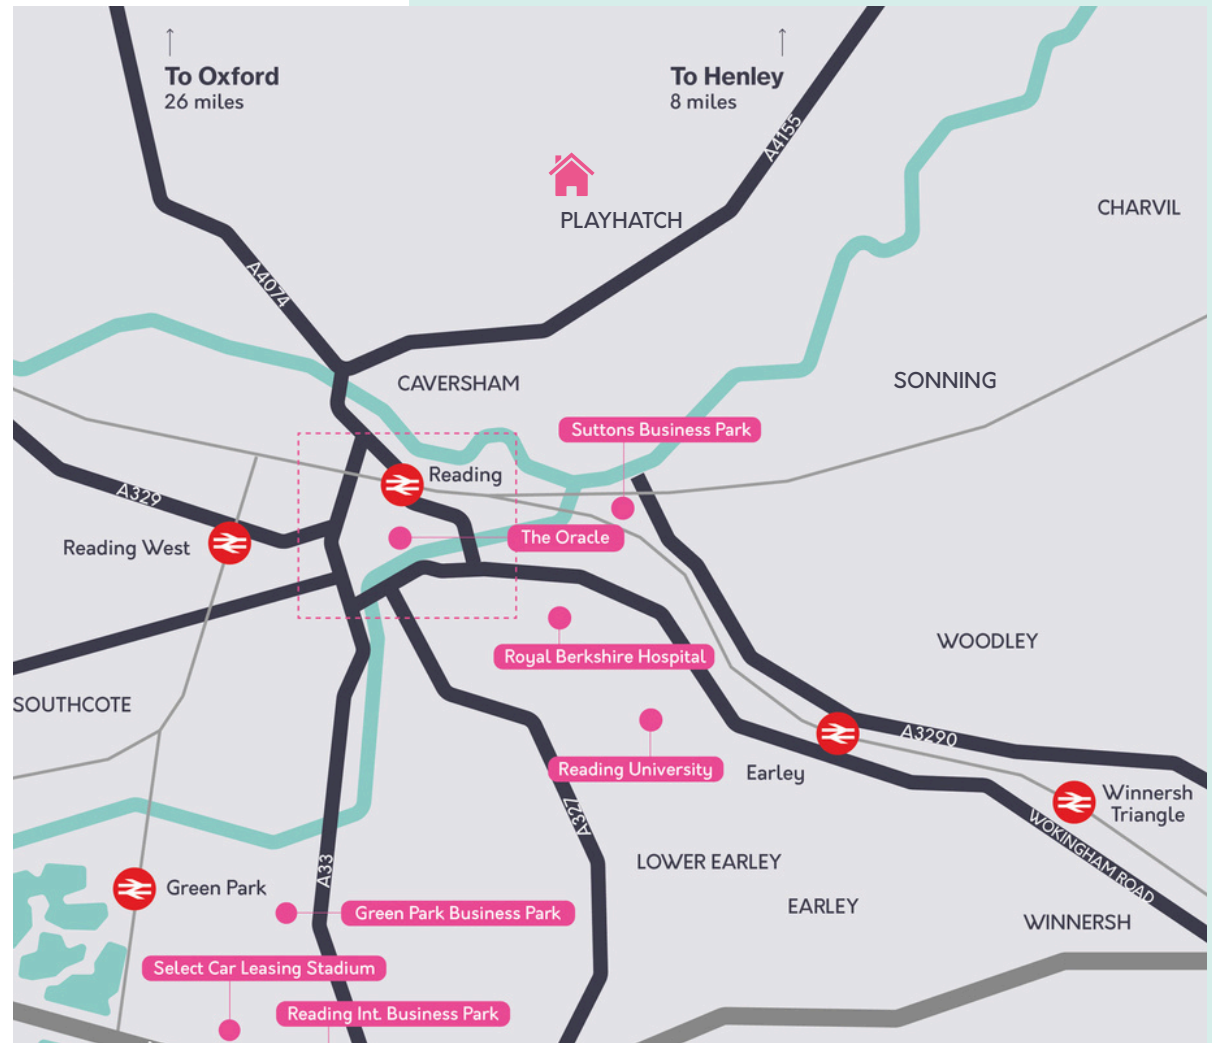 To Oxford
26 miles
To Henley
8 miles
A4155
PLAYHATCH
CHARVIL
A4074
CAVERSHAM
SONNING
Suttons Business Park
Reading
A329
The Oracle
Reading West
WOODLEY
Royal Berkshire Hospital
SOUTHCOTE
A3290
Reading University
Earley
Winnersh
Triangle
A327
WOKINGHAM ROAD
A33
LOWER EARLEY
Green Park
EARLEY
Green Park Business Park
WINNERSH
Select Car Leasing Stadium
Reading Int. Business Park